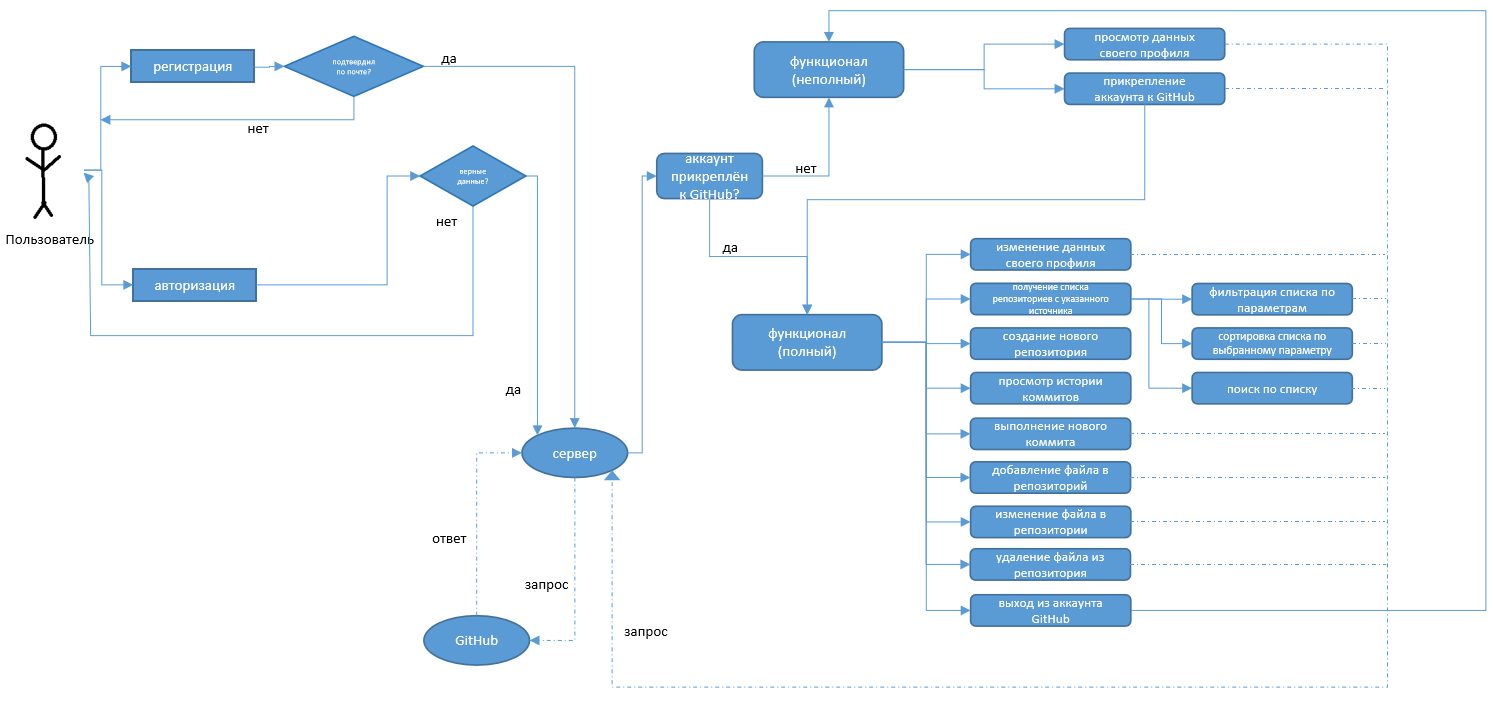 регистрация
подтвердил
по почте?
да
нет
Пользователь
авторизация
верные
данные?
нет
да
сервер
ответ
запрос
GitHub
запрос
аккаунт
прикреплён
к GitHub?
нет
да
функционал
(неполный)
просмотр данных
своего профиля
прикрепление
аккаунта к GitHub
функционал
(полный)
изменение данных
своего профиля
получение списка
репозиториев с указанного
источника
фильтрация списка по
параметрам
сортировка списка по
выбранному параметру
поиск по списку
создание нового
репозитория
просмотр истории
коммитов
выполнение нового
коммита
добавление файла в
репозиторий
изменение файла в
репозитории
удаление файла из
репозитория
выход из аккаунта
GitHub